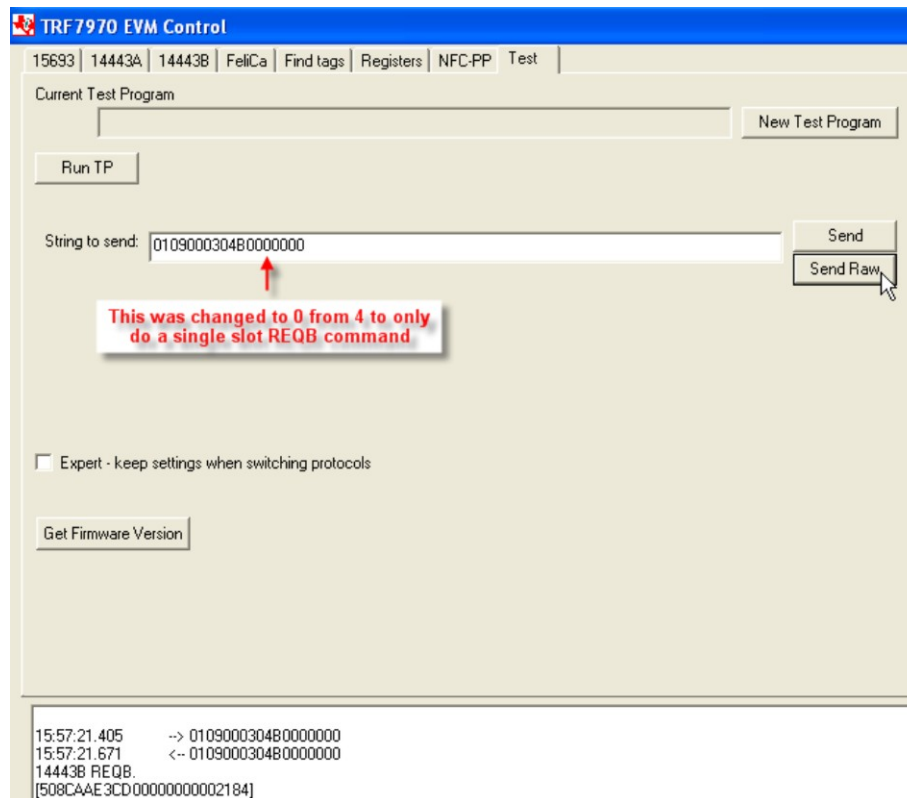 TRF7970 EVM Control
15693 14443A 14443B FeliCa Find tags Registers NFC-PP Test
Current Test Program
New Test Program
Run TP
String to send: 0109000304B0000000
Send
Send Raw
This was changed to 0 from 4 to only
do a single slot REQB command
Expert - keep settings when switching protocols
Get Firmware Version
15:57:21.405 --> 0109000304B0000000
15:57:21.671 <-- 0109000304B0000000
14443B REQB.
[508CAAE3CD00000000002184]